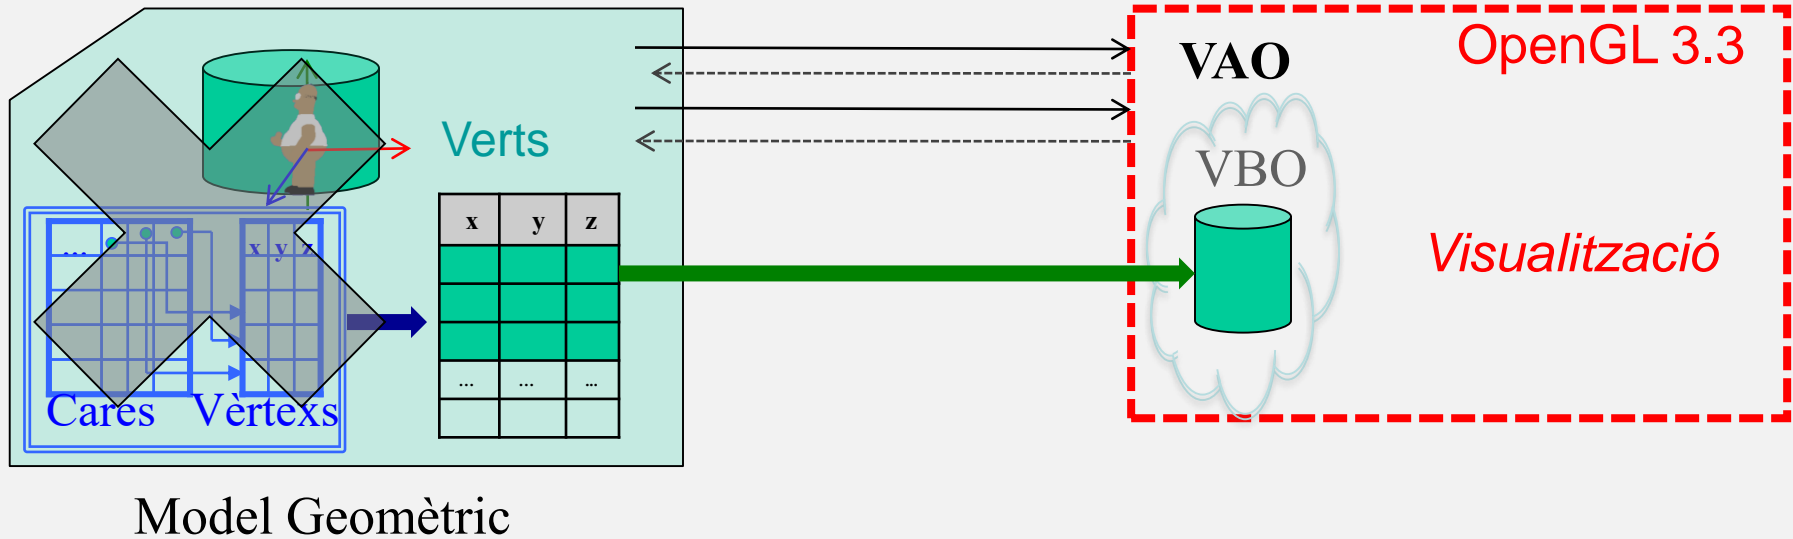 OpenGL 3.3
VAO
Verts
VBO
x y z
... x y z
Visualització
... ... ...
Cares Vèrtexs
Model Geomètric